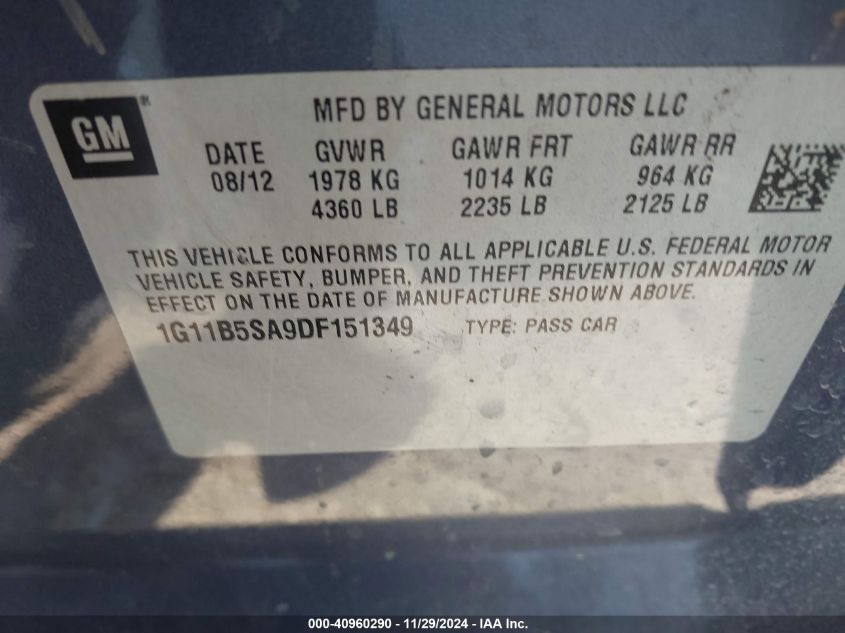 GM
MFD BY GENERAL MOTORS LLC
DATE GVWR GAWR FRT GAWR RR
08/12 1978 KG 1014 KG 964 KG
4360 LB 2235 LB 2125 LB
THIS VEHICLE CONFORMS TO ALL APPLICABLE U.S. FEDERAL MOTOR
VEHICLE SAFETY, BUMPER, AND THEFT PREVENTION STANDARDS IN
EFFECT ON THE DATE OF MANUFACTURE SHOWN ABOVE.
1G11B5SA9DF151349 TYPE: PASS CAR
000-40960290 - 11/29/2024 - IAA Inc.